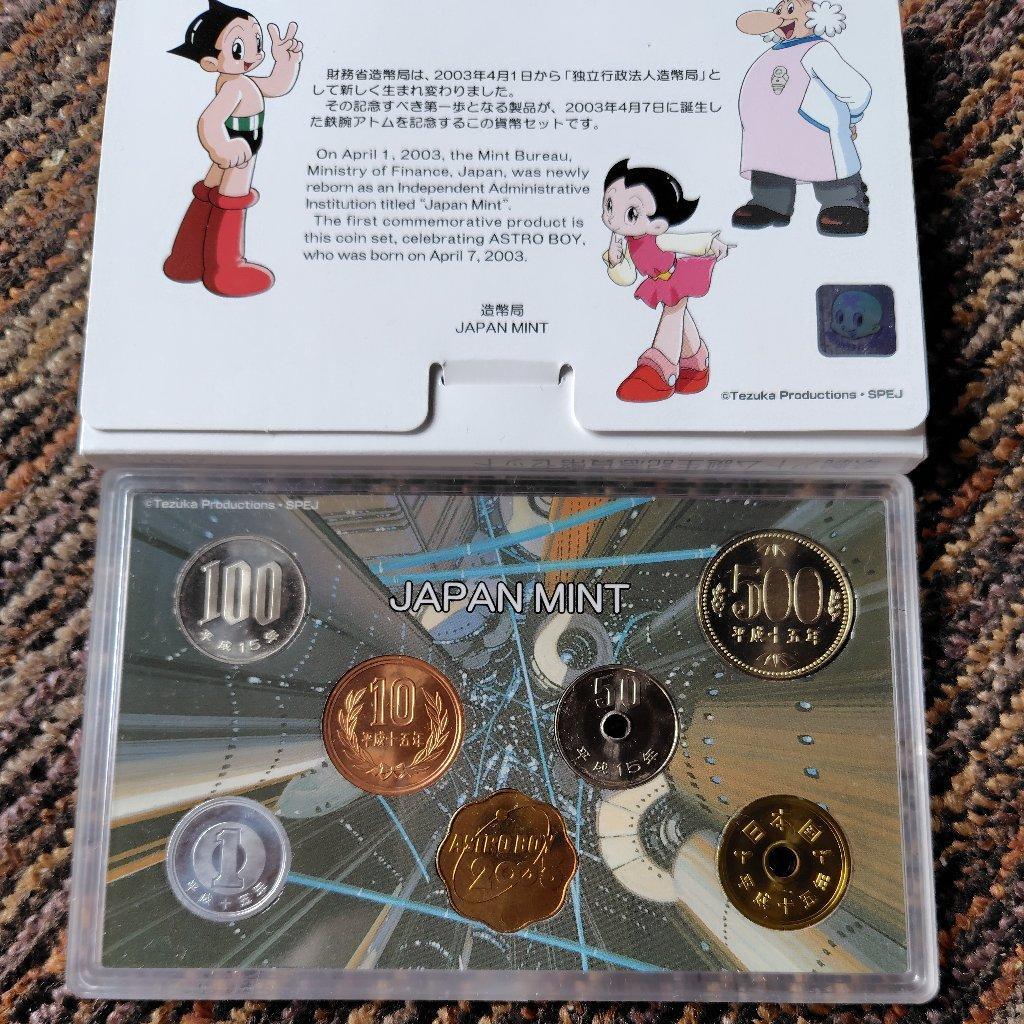 財務省造幣局は、2003年4月1日から「独立行政法人造幣局」と
して新しく生まれ変わりました。
その記念すべき第一歩となる製品が、2003年4月7日に誕生し
た鉄腕アトムを記念するこの貨幣セットです。
On April 1, 2003, the Mint Bureau,
Ministry of Finance, Japan, was newly
reborn as an Independent Administrative
Institution titled "Japan Mint".
The first commemorative product is
this coin set, celebrating ASTRO BOY,
who was born on April 7, 2003.
造幣局
JAPAN MINT
©Tezuka Productions・SPEJ
©Tezuka Productions・SPEJ
JAPAN MINT
100
平成15年
500
平成十五年
10
平成十五年
50
平成15年
1
平成十五年
ASTRO BOY
2003
日本国
平成十五年